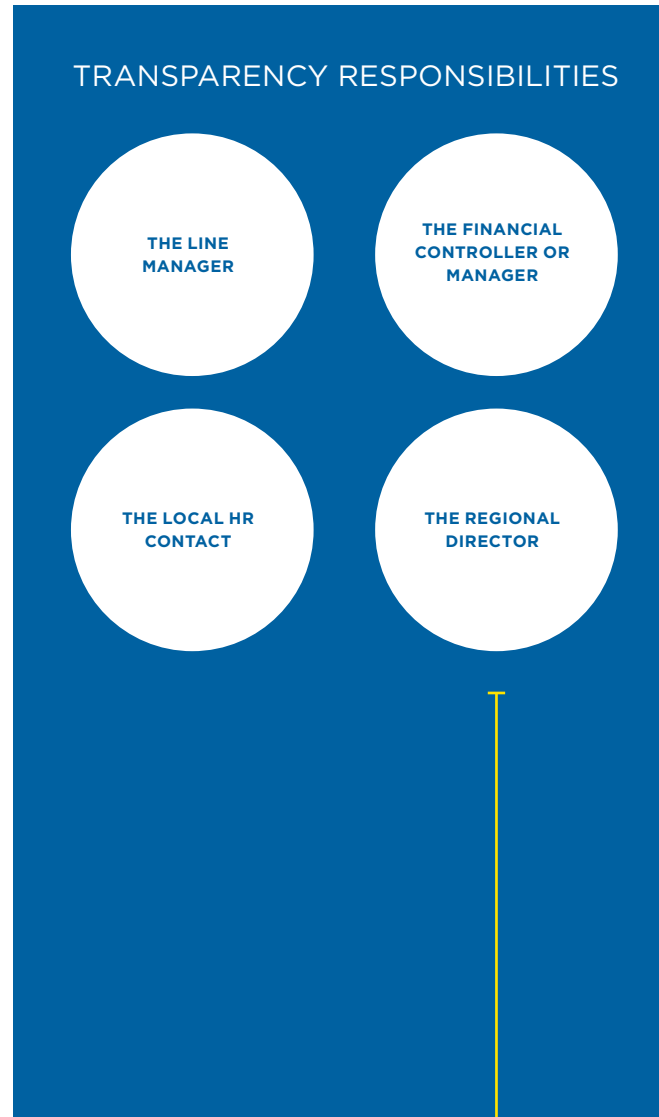 TRANSPARENCY RESPONSIBILITIES
THE LINE
MANAGER
THE FINANCIAL
CONTROLLER OR
MANAGER
THE LOCAL HR
CONTACT
THE REGIONAL
DIRECTOR